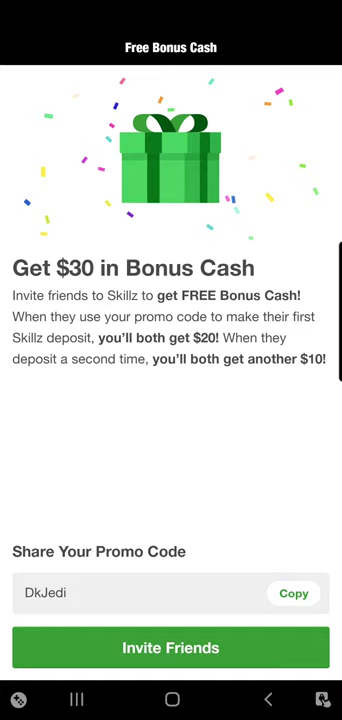 Free Bonus Cash
Get $30 in Bonus Cash
Invite friends to Skillz to get FREE Bonus Cash!
When they use your promo code to make their first
Skillz deposit, you'll both get $20! When they
deposit a second time, you'll both get another $10!
Share Your Promo Code
DkJedi
Copy
Invite Friends